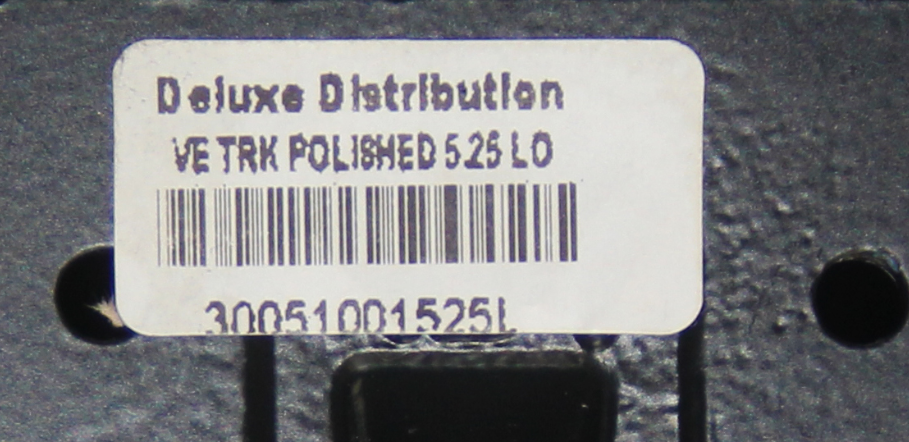 Deluxe Distribution
VE TRK POLISHED 5.25 LO
30051001525L